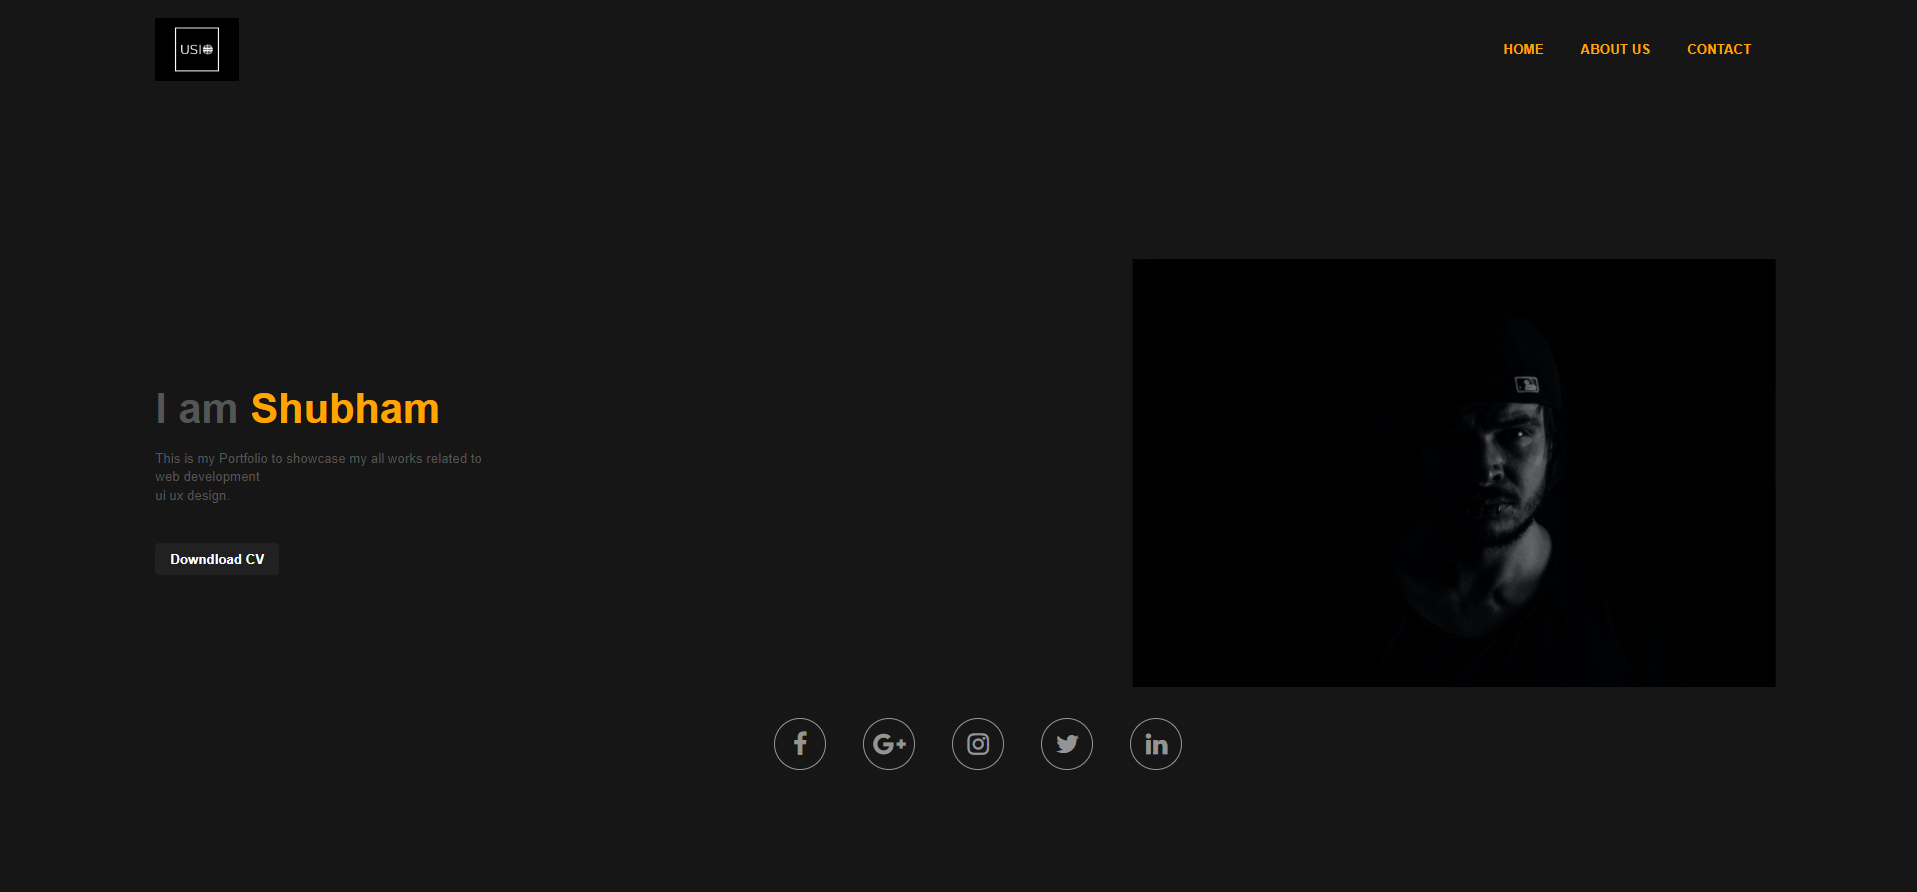 USI
HOME
ABOUT US
CONTACT
I am Shubham
This is my Portfolio to showcase my all works related to
web development
ui ux design.
Downdload CV